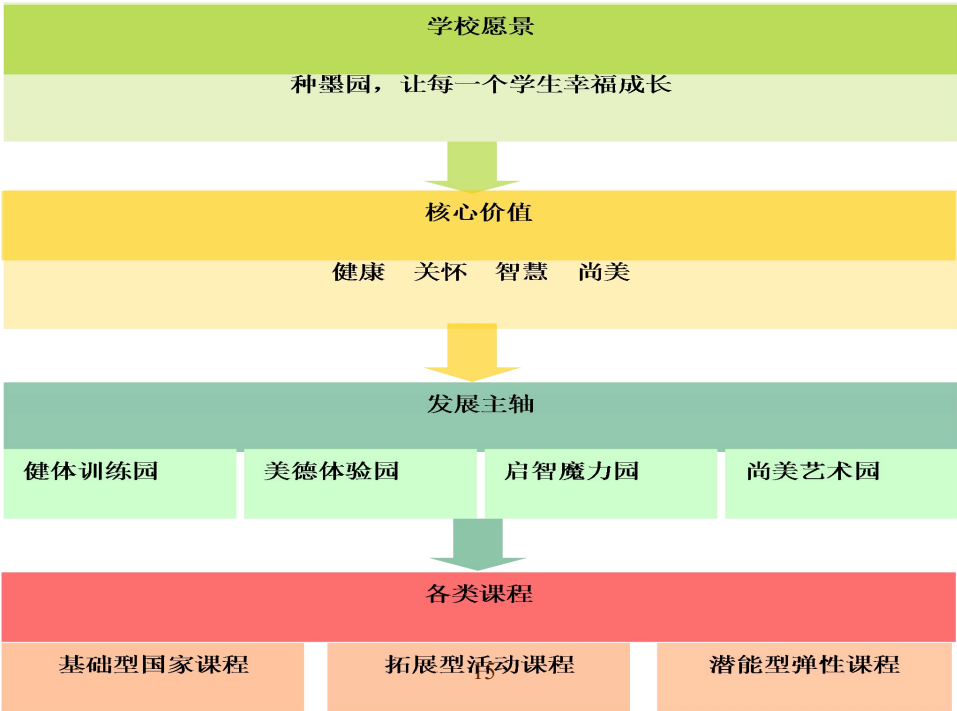 学校愿景
种墨园，让每一个学生幸福成长
核心价值
健康 关怀 智慧 尚美
发展主轴
健体训练园 美德体验园 启智魔力园 尚美艺术园
各类课程
基础型国家课程 拓展型活动课程 潜能型弹性课程
15